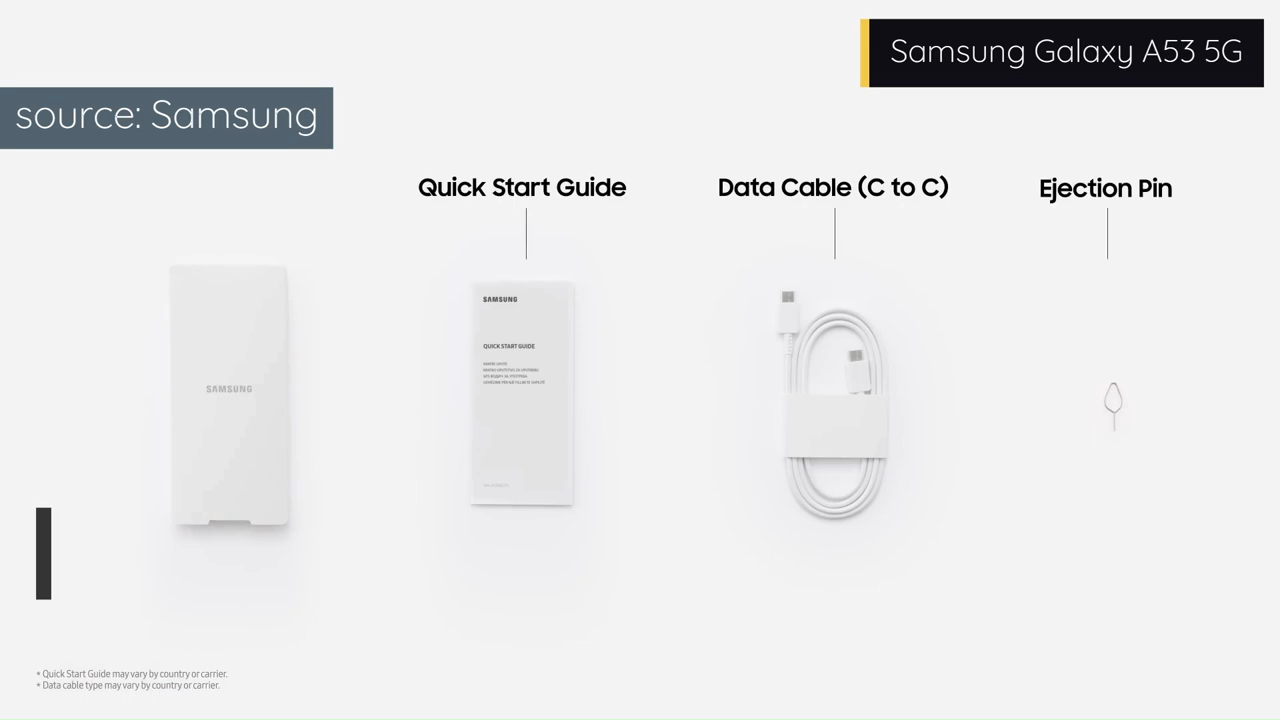 Samsung Galaxy A53 5G
source: Samsung
Quick Start Guide
Data Cable (C to C)
Ejection Pin
SAMSUNG
SAMSUNG
QUICK START GUIDE
* Quick Start Guide may vary by country or carrier.
* Data cable type may vary by country or carrier.